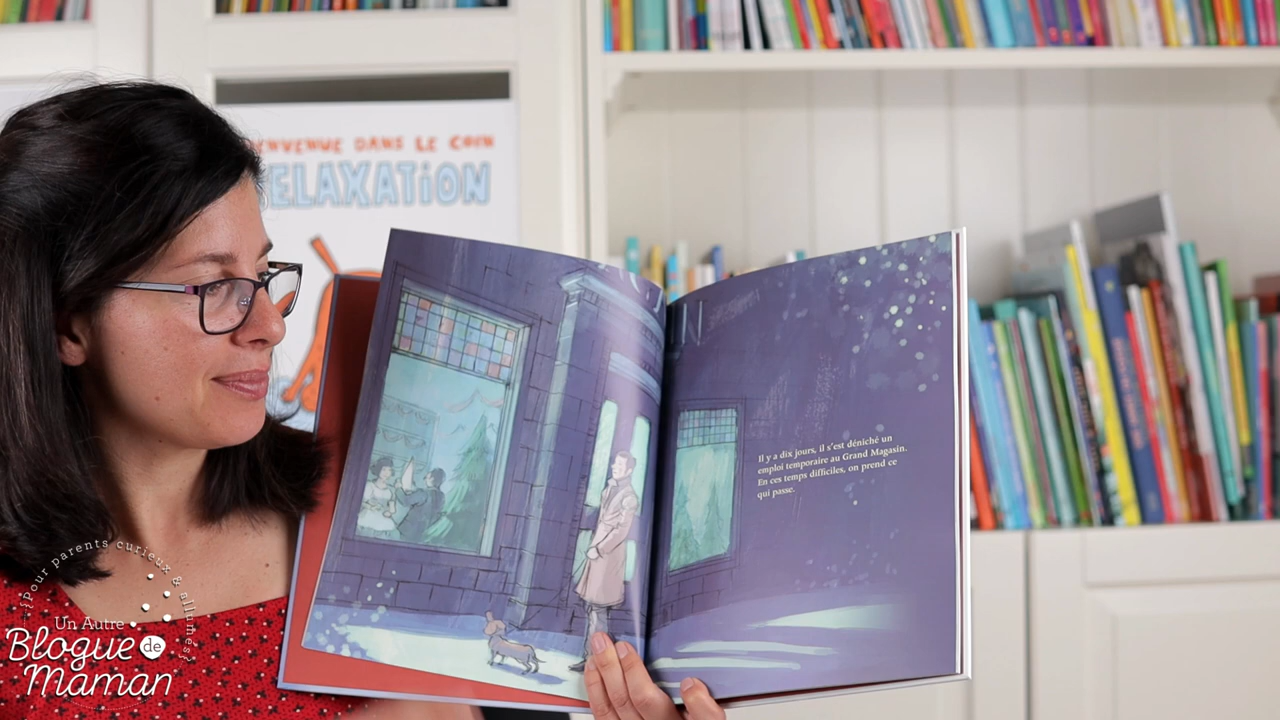 BIENVENUE DANS LE COIN
RELAXATION
Il y a dix jours, il s'est déniché un
emploi temporaire au Grand Magasin.
En ces temps difficiles, on prend ce
qui passe.
{Pour parents curieux & allumés}
Un Autre
Blogue de
Maman